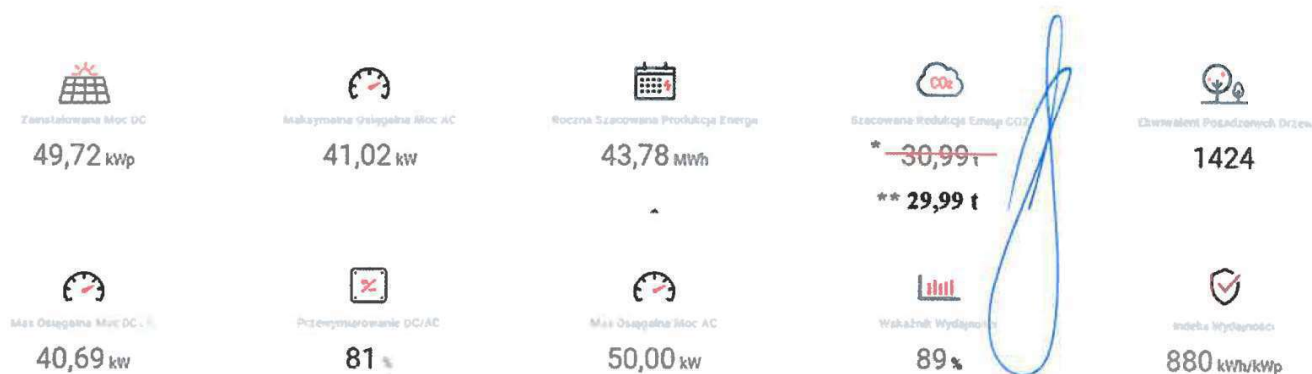 CO2
Zainstalowana Moc DC
Maksymalna Osiągalna Moc AC
Roczna Szacowana Produkcja Energii
Szacowana Redukcja Emisji CO2
Ekwiwalent Posadzonych Drzew
49,72 kWp
41,02 kW
43,78 MWh
* 30,99 t
1424
** 29,99 t
Max Osiągalna Moc DC
Przewymiarowanie DC/AC
Max Osiągalna Moc AC
Wskaźnik Wydajności
Indeks Wydajności
40,69 kW
81 %
50,00 kW
89 %
880 kWh/kWp